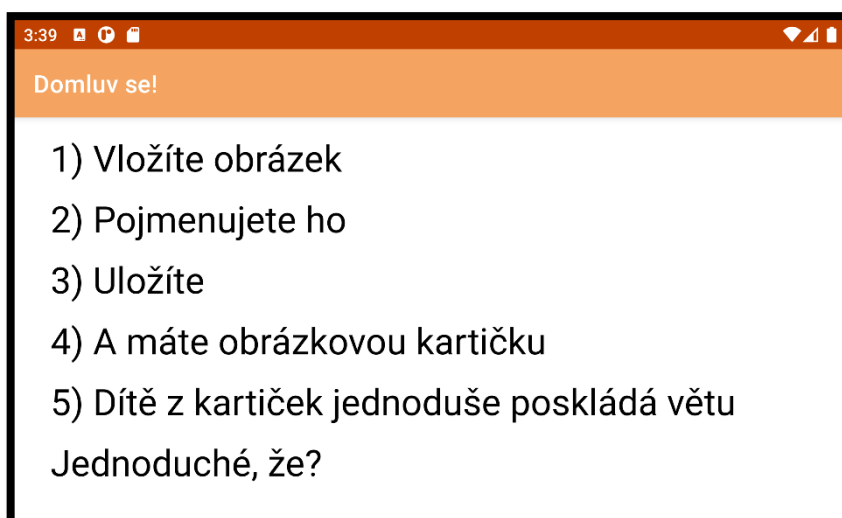 3:39
Domluv se!
1) Vložíte obrázek
2) Pojmenujete ho
3) Uložíte
4) A máte obrázkovou kartičku
5) Dítě z kartiček jednoduše poskládá větu
Jednoduché, že?